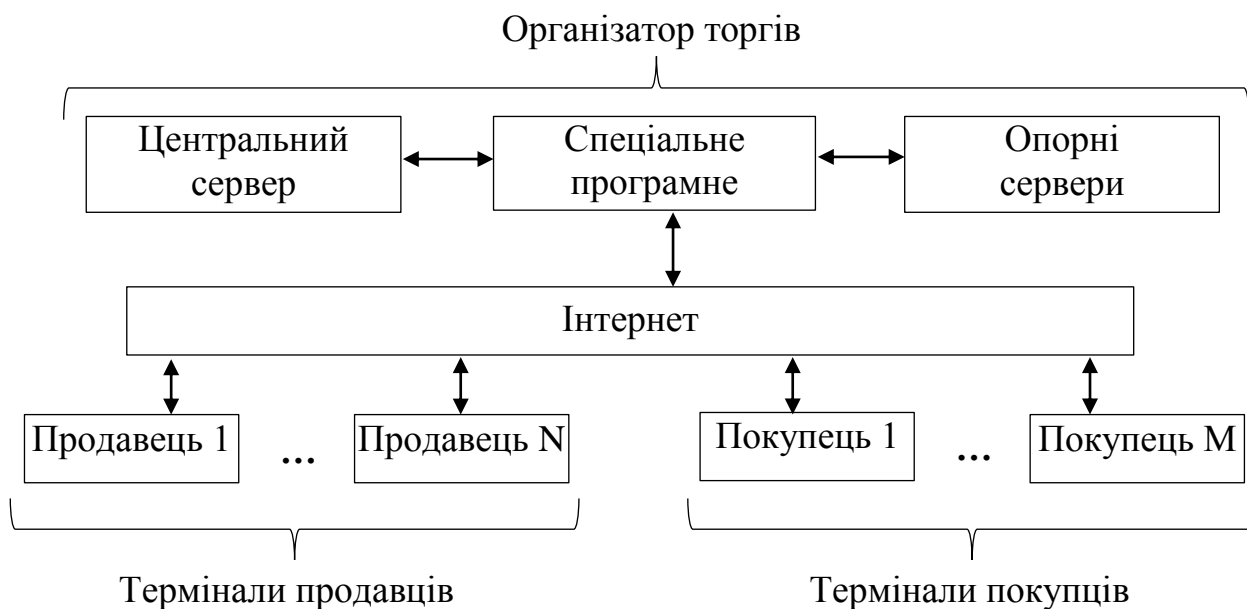 Організатор торгів
Центральний
сервер
Спеціальне
програмне
Опорні
сервери
Інтернет
Продавець 1
...
Продавець N
Покупець 1
...
Покупець M
Термінали продавців
Термінали покупців